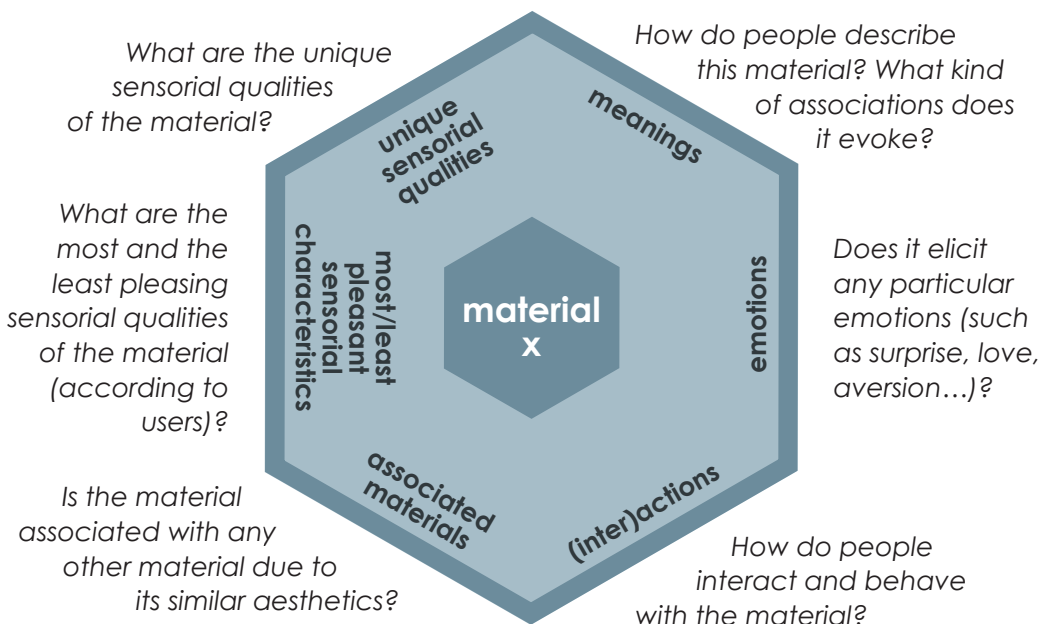 What are the unique
sensorial qualities
of the material?
How do people describe
this material? What kind
of associations does
it evoke?
unique
sensorial
qualities
meanings
What are the
most and the
least pleasing
sensorial qualities
of the material
(according to
users)?
most/least
pleasant
sensorial
characteristics
material
x
emotions
Does it elicit
any particular
emotions (such
as surprise, love,
aversion…)?
Is the material
associated with any
other material due to
its similar aesthetics?
associated
materials
(inter)actions
How do people
interact and behave
with the material?